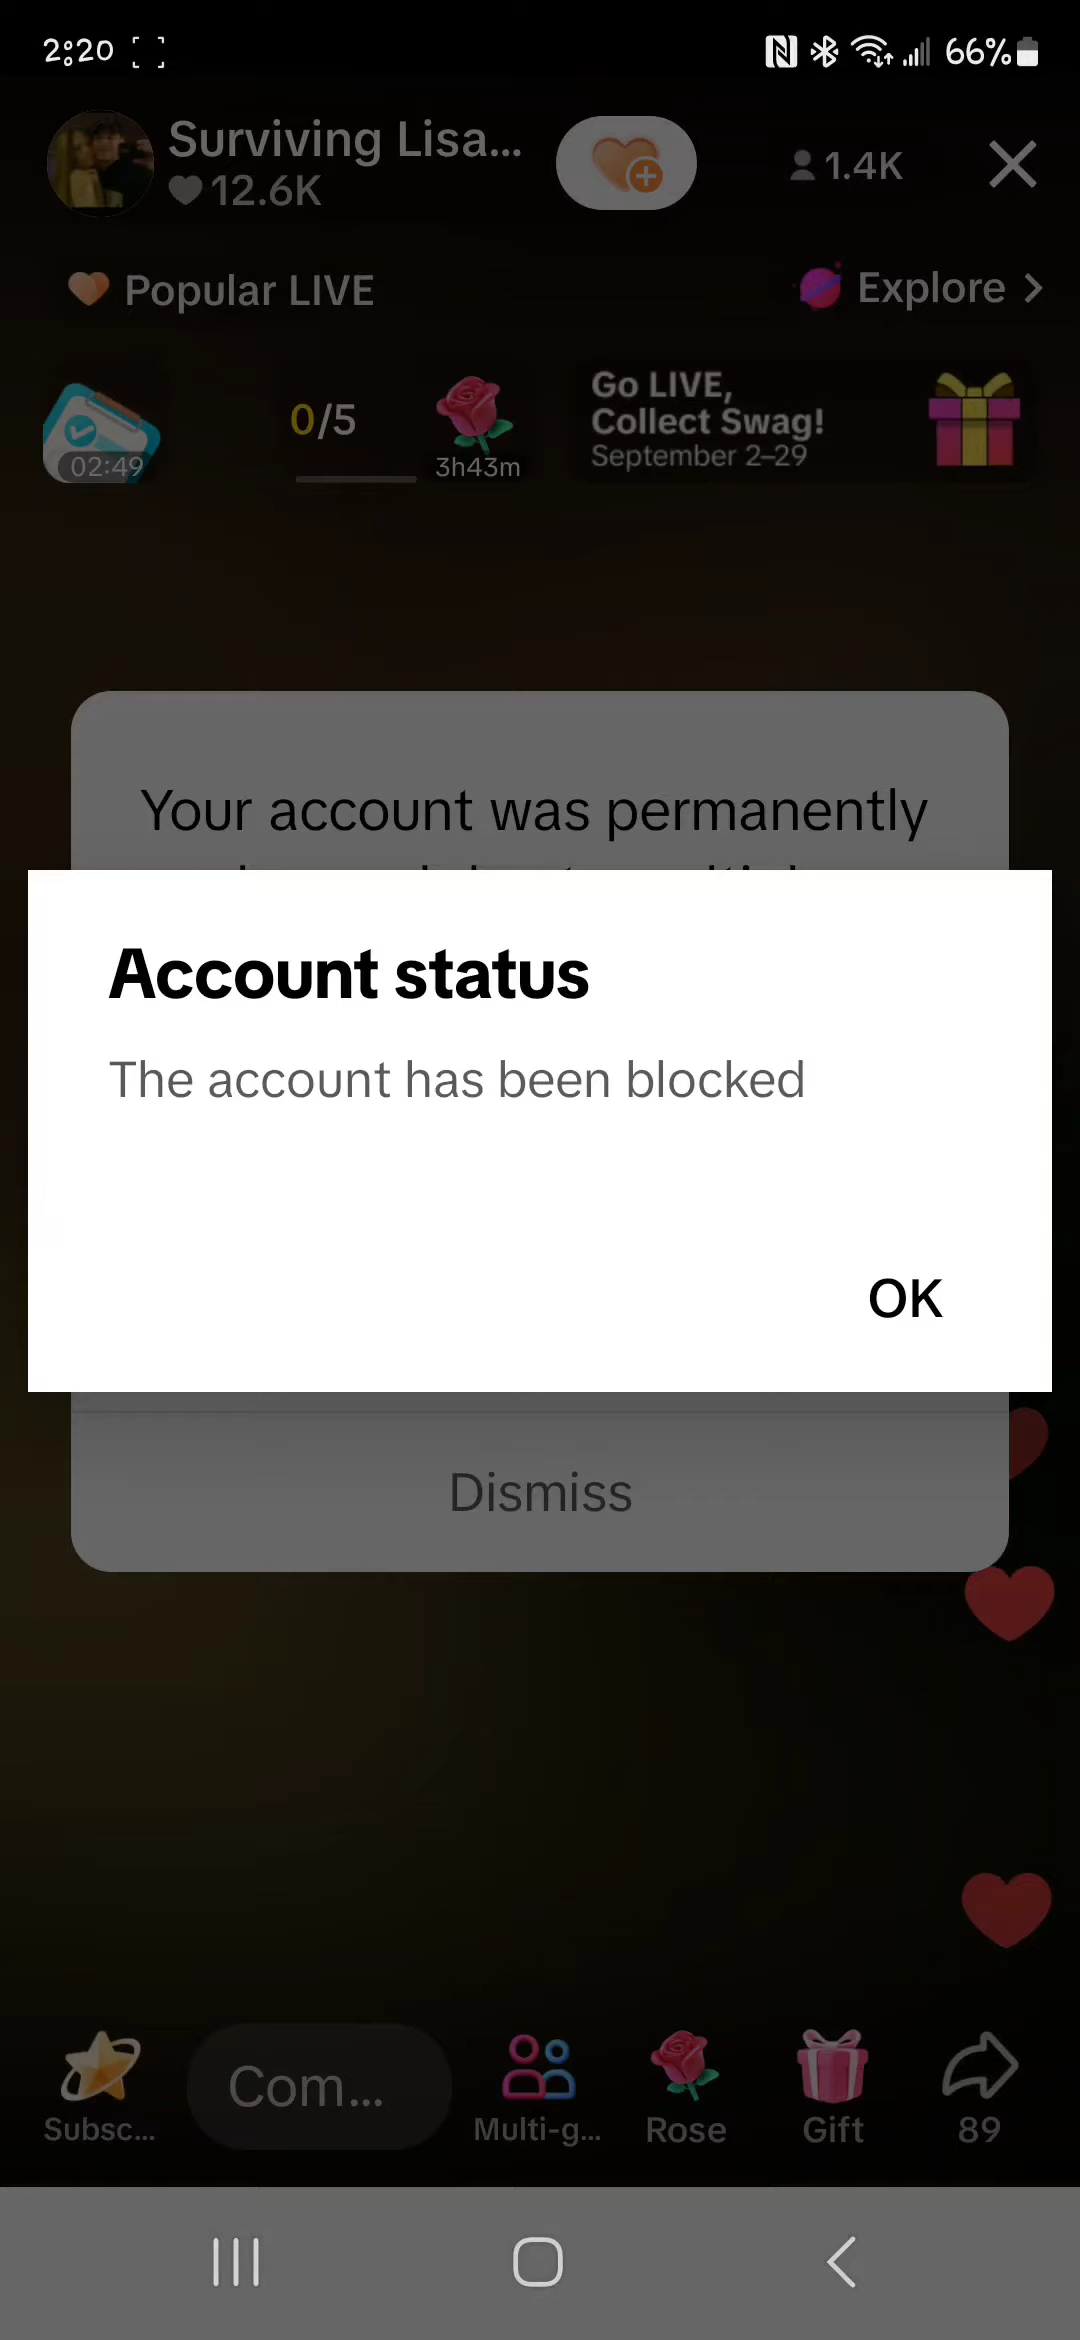 2:20
66%
Surviving Lisa...
12.6K
1.4K
Popular LIVE
Explore
02:49
0/5
3h43m
Go LIVE,
Collect Swag!
September 2–29
Your account was permanently
Account status
The account has been blocked
OK
Dismiss
Com...
Subsc...
Multi-g...
Rose
Gift
89